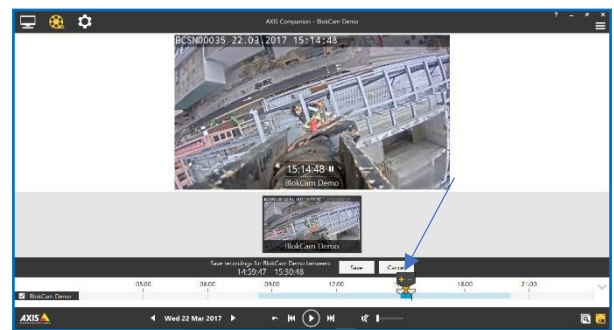 AXIS Companion - BlokCam Demo
BCSN00035 22.03.2017 15:14:48
15:14:48
BlokCam Demo
BlokCam Demo
Save recordings for BlokCam Demo between:
14:59:47 15:30:48
Save
Cancel
03:00 06:00 09:00 12:00 18:00 21:00
BlokCam Demo
AXIS
Wed 22 Mar 2017